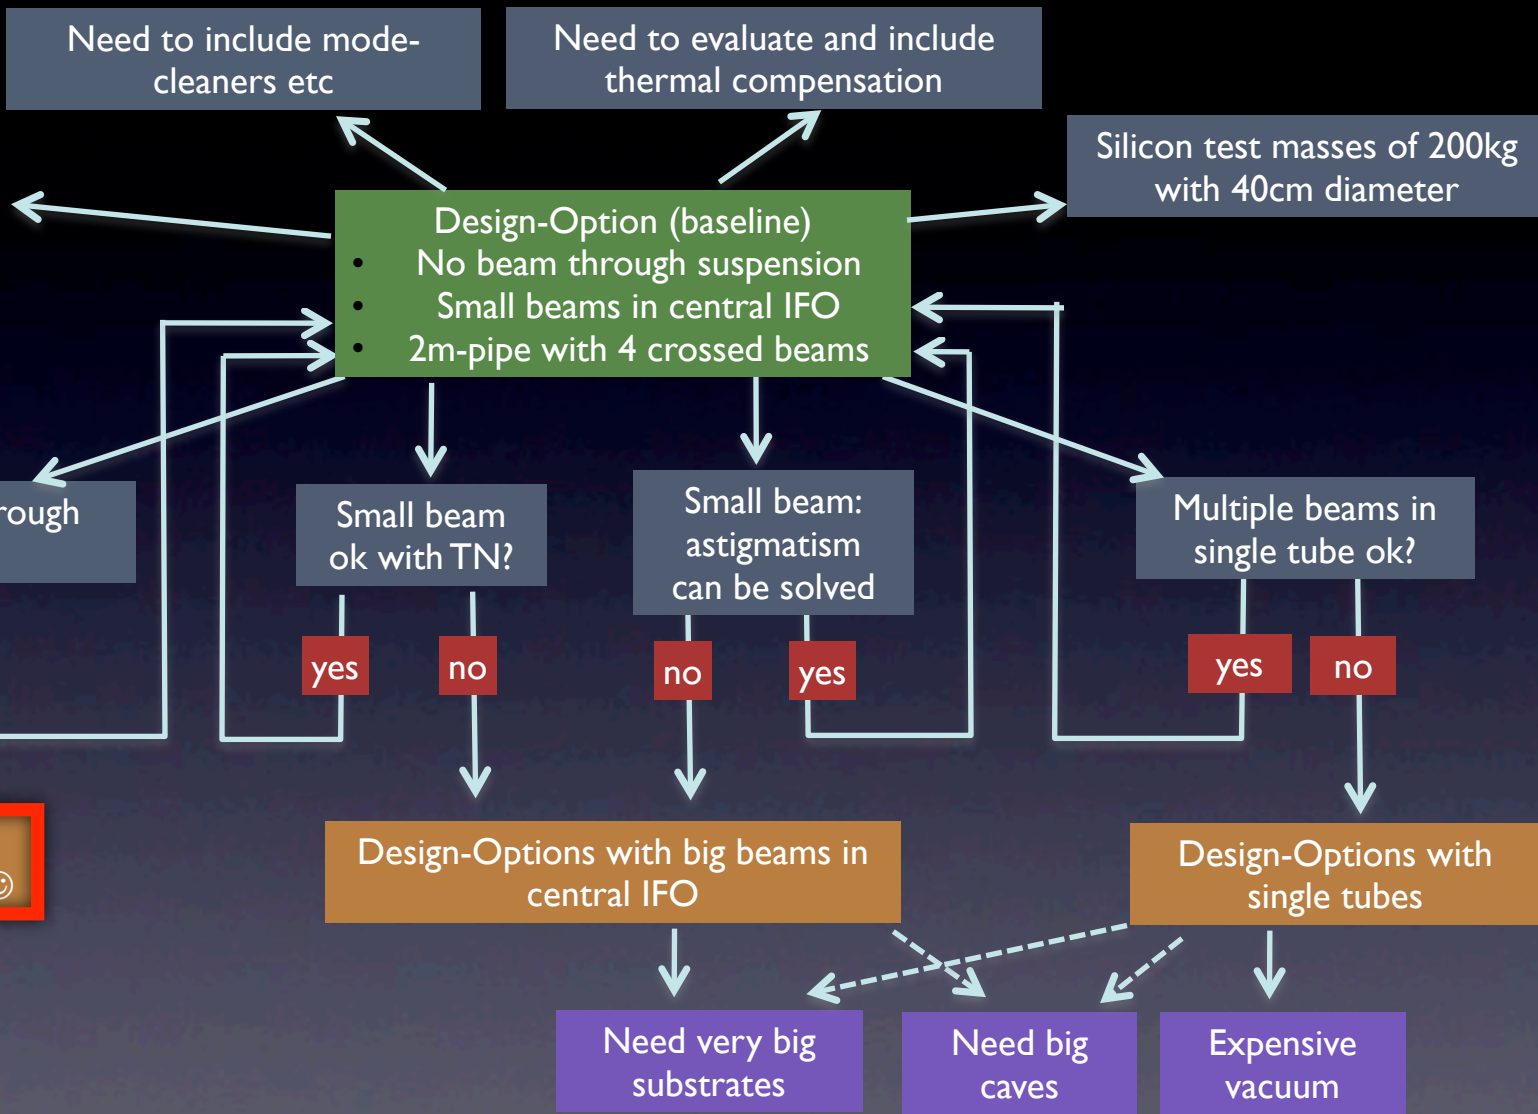 Need to include mode-
cleaners etc
Need to evaluate and include
thermal compensation
Silicon test masses of 200kg
with 40cm diameter
Design-Option (baseline)
• No beam through suspension
• Small beams in central IFO
• 2m-pipe with 4 crossed beams
Small beam
ok with TN?
Small beam:
astigmatism
can be solved
Multiple beams in
single tube ok?
yes
no
no
yes
yes
no
☺
Design-Options with big beams in
central IFO
Design-Options with
single tubes
Need very big
substrates
Need big
caves
Expensive
vacuum